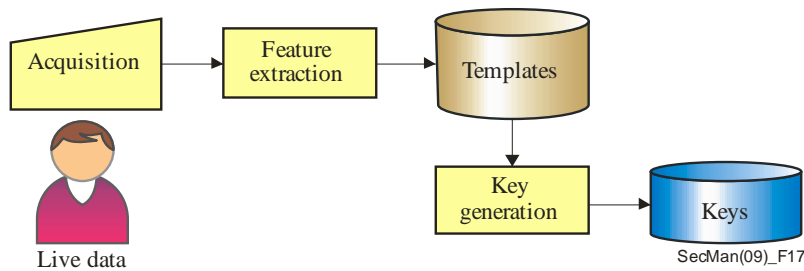 Acquisition
Feature
extraction
Templates
Key
generation
Keys
Live data
SecMan(09)_F17